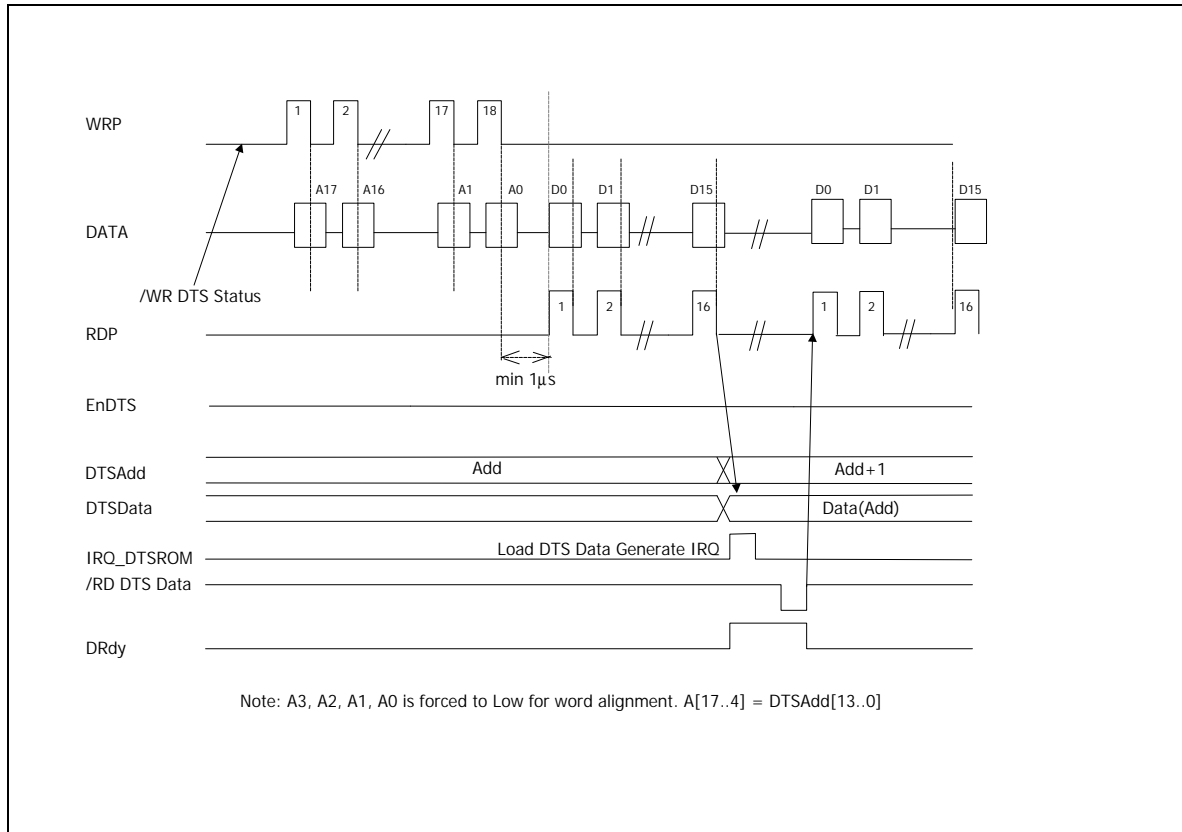 WRP
1
2
17
18
DATA
A17
A16
A1
A0
D0
D1
D15
D0
D1
D15
/WR DTS Status
RDP
1
2
16
1
2
16
min 1μs
EnDTS
DTSAdd
Add
Add+1
DTSData
Data(Add)
IRQ_DTSROM
Load DTS Data Generate IRQ
/RD DTS Data
DRdy
Note: A3, A2, A1, A0 is forced to Low for word alignment. A[17..4] = DTSAdd[13..0]